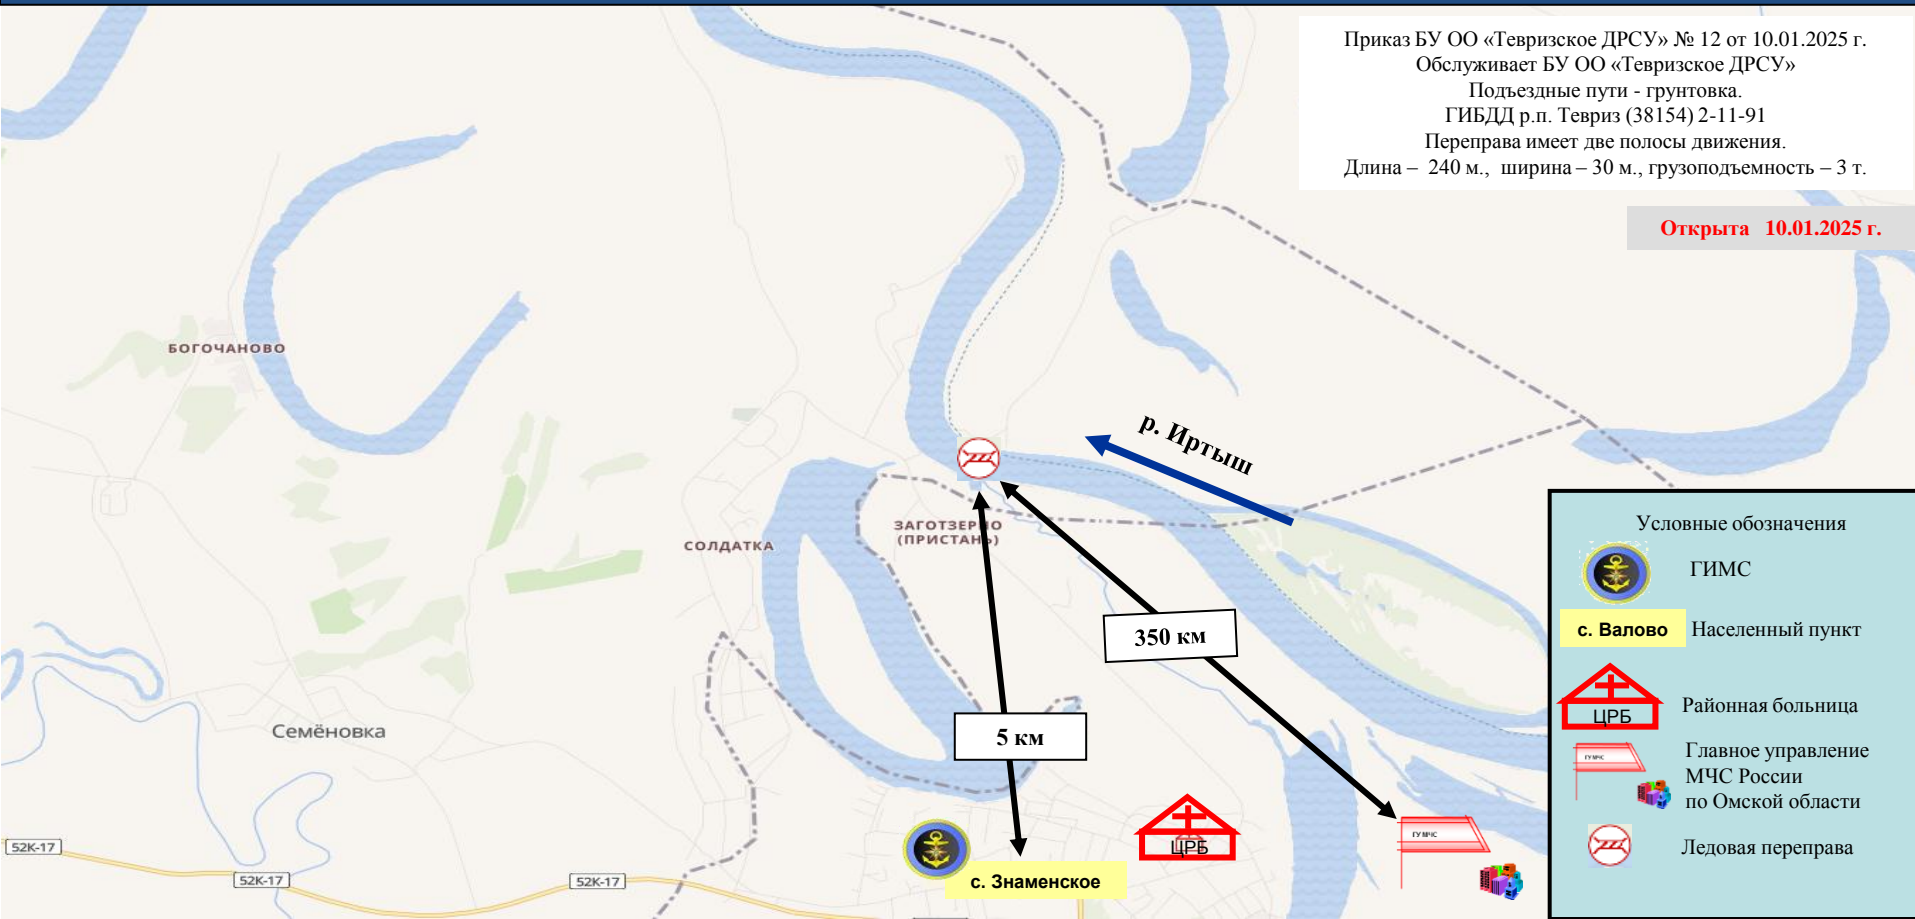 Приказ БУ ОО «Тевризское ДРСУ» № 12 от 10.01.2025 г.
Обслуживает БУ ОО «Тевризское ДРСУ»
Подъездные пути - грунтовка.
ГИБДД р.п. Тевриз (38154) 2-11-91
Переправа имеет две полосы движения.
Длина – 240 м., ширина – 30 м., грузоподъемность – 3 т.
Открыта 10.01.2025 г.
БОГОЧАНОВО
р. Иртыш
ЗАГОТЗЕРНО
(ПРИСТАНЬ)
СОЛДАТКА
350 км
5 км
Семёновка
52К-17
52К-17
52К-17
ЦРБ
ГУ МЧС
с. Знаменское
Условные обозначения
ГИМС
с. Валово
Населенный пункт
ЦРБ
Районная больница
ГУ МЧС
Главное управление
МЧС России
по Омской области
Ледовая переправа